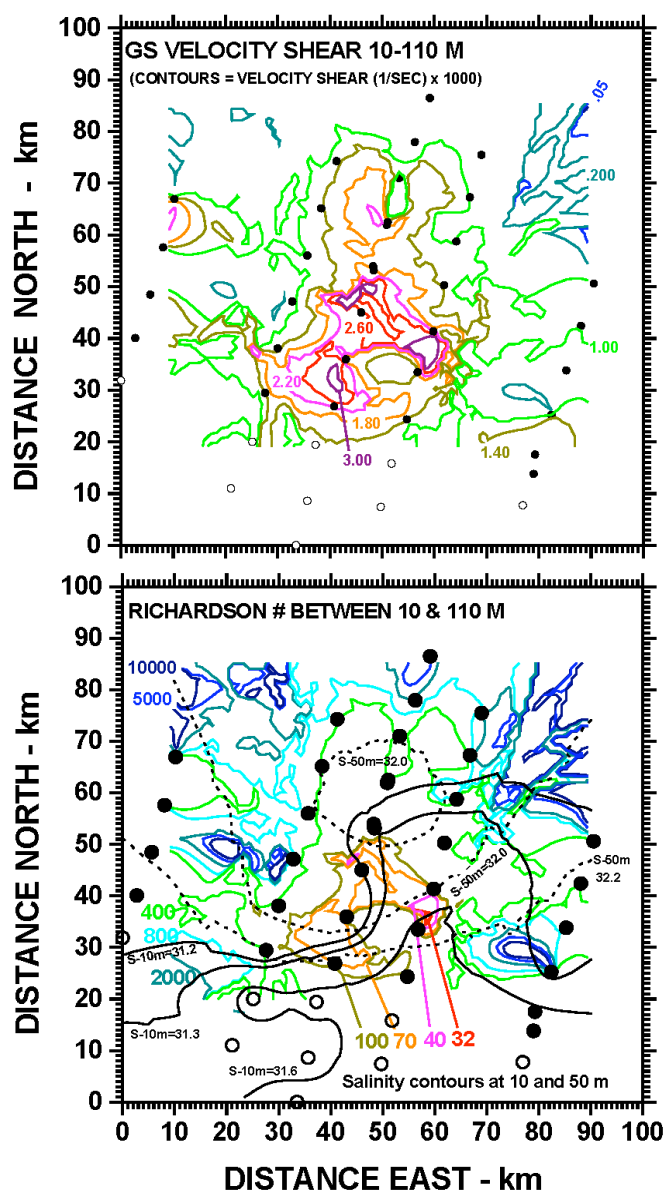 GS VELOCITY SHEAR 10-110 M
(CONTOURS = VELOCITY SHEAR (1/SEC) x 1000)
DISTANCE NORTH - km
100
90
80
70
60
50
40
30
20
10
0
.05
.200
2.60
1.00
2.20
1.80
1.40
3.00
RICHARDSON # BETWEEN 10 & 110 M
DISTANCE NORTH - km
100
90
80
70
60
50
40
30
20
10
0
10000
5000
S-50m=32.0
S-50m=32.0
S-50m
32.2
400
800
S-10m=31.2
2000
S-10m=31.3
100 70 40 32
S-10m=31.6
Salinity contours at 10 and 50 m
0 10 20 30 40 50 60 70 80 90 100
DISTANCE EAST - km